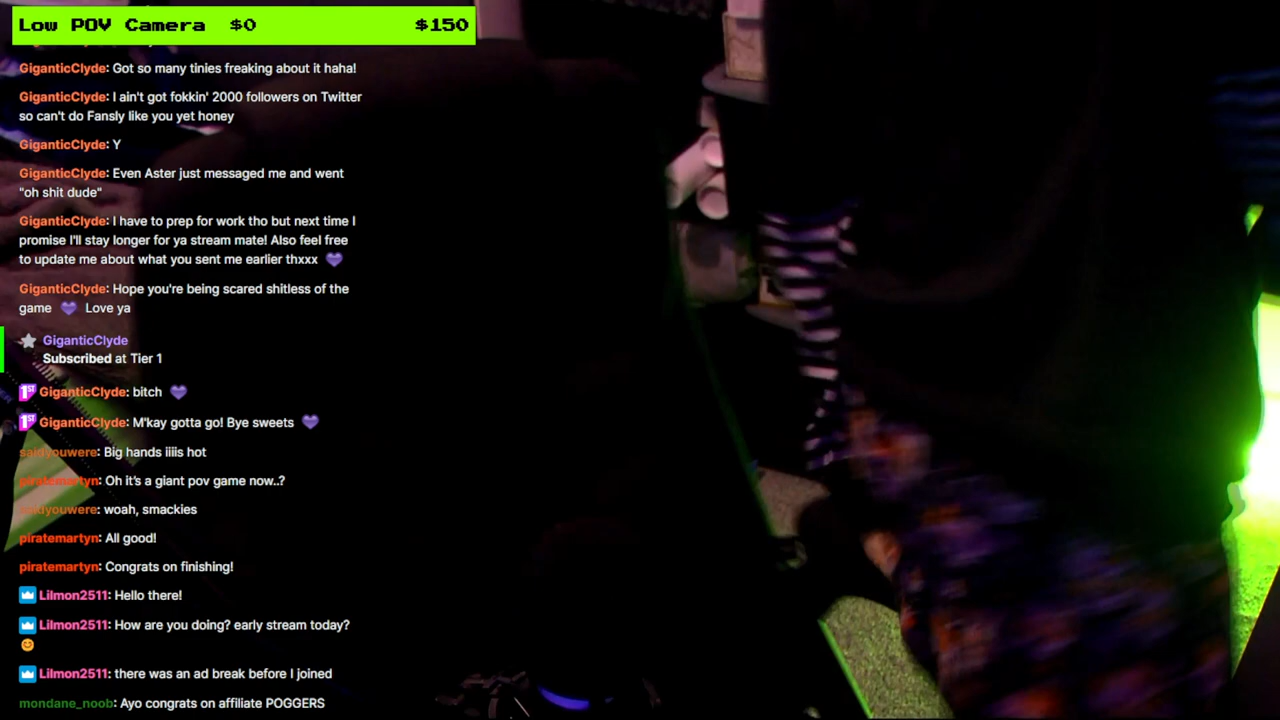 Low POV Camera $0 $150
GiganticClyde: Got so many tinies freaking about it haha!
GiganticClyde: I ain't got fokkin' 2000 followers on Twitter
so can't do Fansly like you yet honey
GiganticClyde: Y
GiganticClyde: Even Aster just messaged me and went
"oh shit dude"
GiganticClyde: I have to prep for work tho but next time I
promise I'll stay longer for ya stream mate! Also feel free
to update me about what you sent me earlier thxxx 💜
GiganticClyde: Hope you're being scared shitless of the
game 💜 Love ya
GiganticClyde
Subscribed at Tier 1
1ST GiganticClyde: bitch 💜
1ST GiganticClyde: M'kay gotta go! Bye sweets 💜
saidyouwere: Big hands iiiis hot
piratemartyn: Oh it's a giant pov game now..?
saidyouwere: woah, smackies
piratemartyn: All good!
piratemartyn: Congrats on finishing!
Lilmon2511: Hello there!
Lilmon2511: How are you doing? early stream today?
😊
Lilmon2511: there was an ad break before I joined
mondane_noob: Ayo congrats on affiliate POGGERS